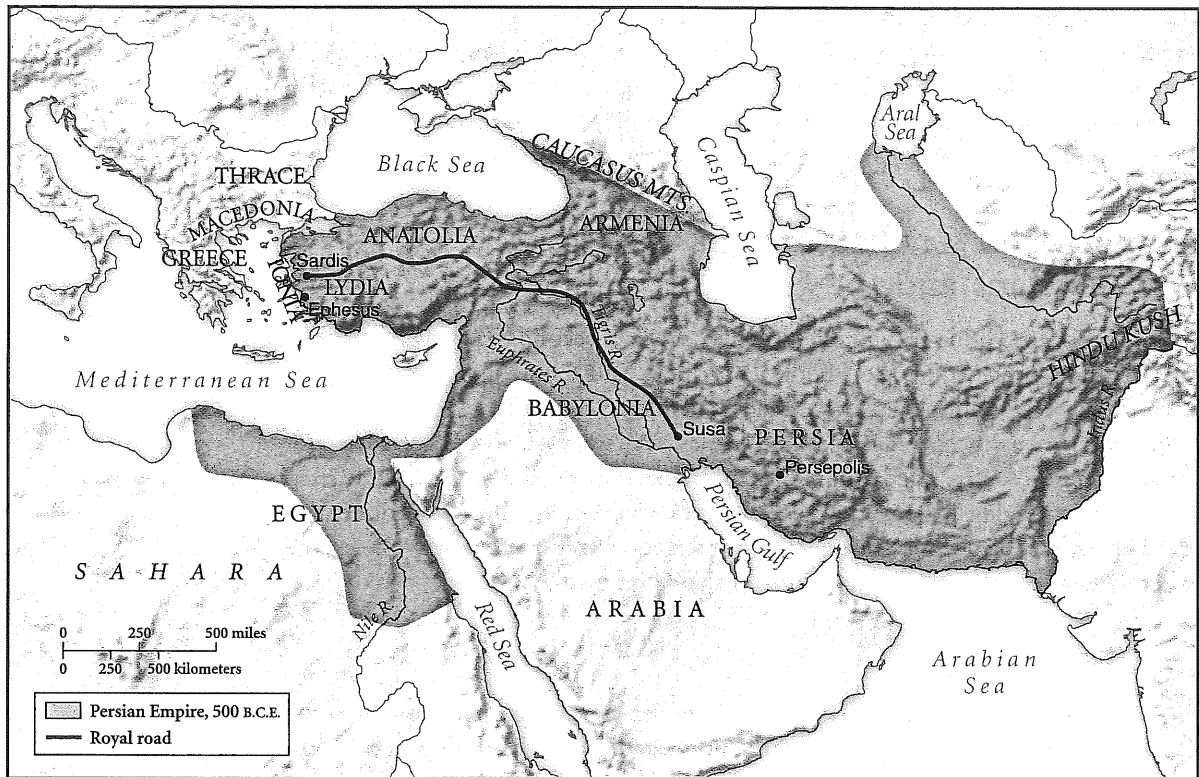 Aral
Sea
Black Sea
CAUCASUS MTS.
Caspian Sea
THRACE
MACEDONIA
ANATOLIA
ARMENIA
GREECE
IONIA
Sardis
LYDIA
Ephesus
Tigris R.
HINDU KUSH
Mediterranean Sea
Euphrates R.
BABYLONIA
Susa
PERSIA
Indus R.
Persepolis
EGYPT
Persian Gulf
SAHARA
ARABIA
Nile R.
Red Sea
Arabian
Sea
0 250 500 miles
0 250 500 kilometers
Persian Empire, 500 B.C.E.
Royal road